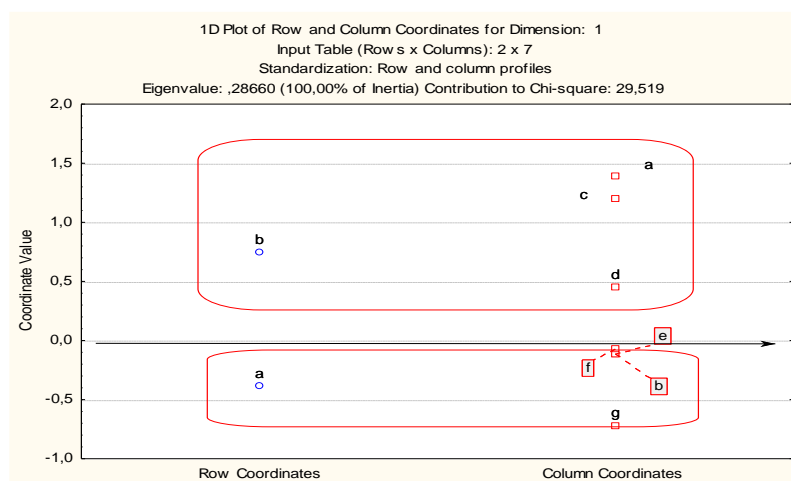 1D Plot of Row and Column Coordinates for Dimension: 1
Input Table (Rows x Columns): 2 x 7
Standardization: Row and column profiles
Eigenvalue: ,28660 (100,00% of Inertia) Contribution to Chi-square: 29,519
2,0
1,5
1,0
0,5
0,0
-0,5
-1,0
Coordinate Value
a
c
b
d
e
a
f
b
g
Row Coordinates
Column Coordinates